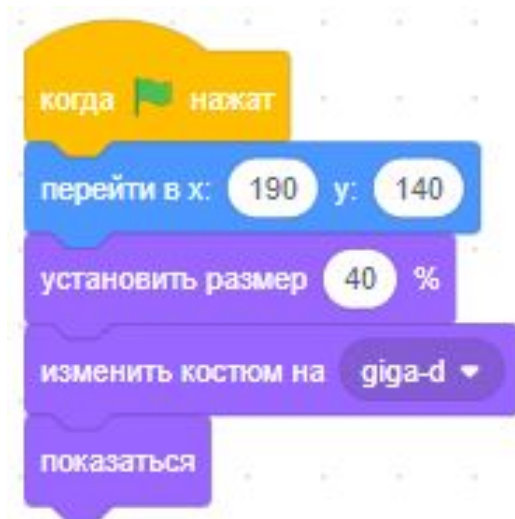 когда нажат
перейти в x: 190 y: 140
установить размер 40 %
изменить костюм на giga-d
показаться